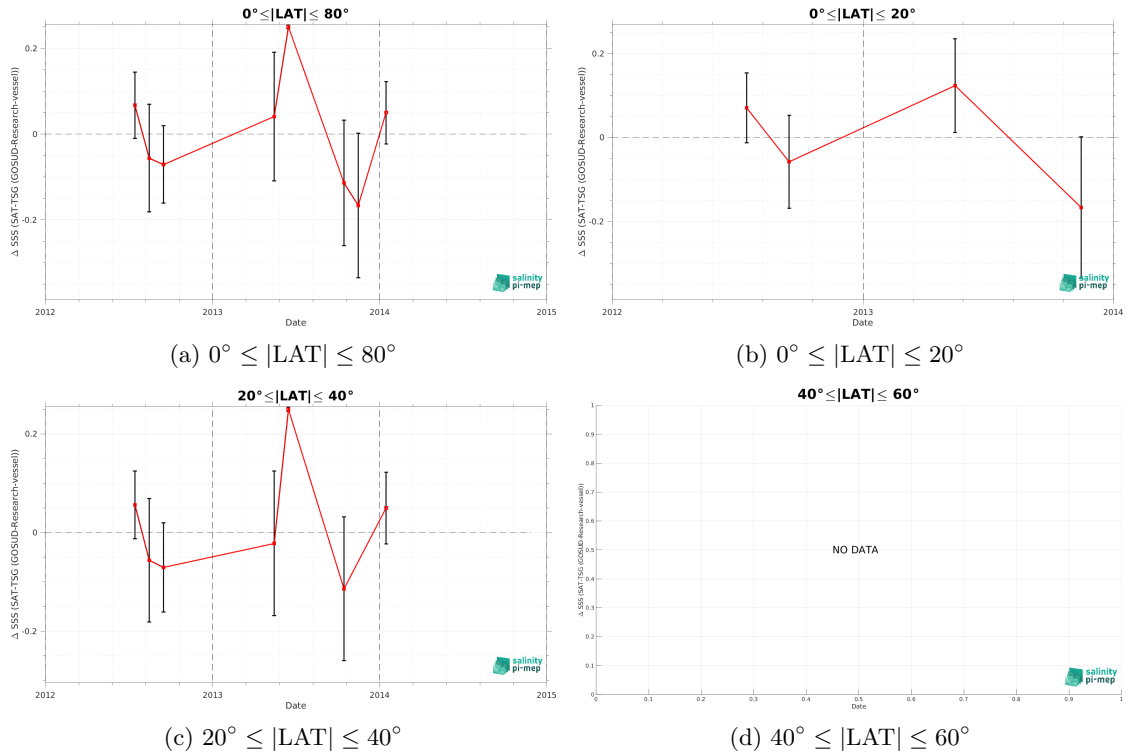 0°≤|LAT|≤ 80°
Δ SSS (SAT-TSG (GOSUD-Research-vessel))
0.2
0
-0.2
salinity
pi-mep
2012 2013 2014 2015
Date
(a) 0° ≤ |LAT| ≤ 80°
0°≤|LAT|≤ 20°
Δ SSS (SAT-TSG (GOSUD-Research-vessel))
0.2
0
-0.2
salinity
pi-mep
2012 2013 2014
Date
(b) 0° ≤ |LAT| ≤ 20°
20°≤|LAT|≤ 40°
Δ SSS (SAT-TSG (GOSUD-Research-vessel))
0.2
0
-0.2
salinity
pi-mep
2012 2013 2014 2015
Date
(c) 20° ≤ |LAT| ≤ 40°
40°≤|LAT|≤ 60°
Δ SSS (SAT-TSG (GOSUD-Research-vessel))
1
0.9
0.8
0.7
0.6
0.5
0.4
0.3
0.2
0.1
0
NO DATA
salinity
pi-mep
0 0.1 0.2 0.3 0.4 0.5 0.6 0.7 0.8 0.9 1
Date
(d) 40° ≤ |LAT| ≤ 60°